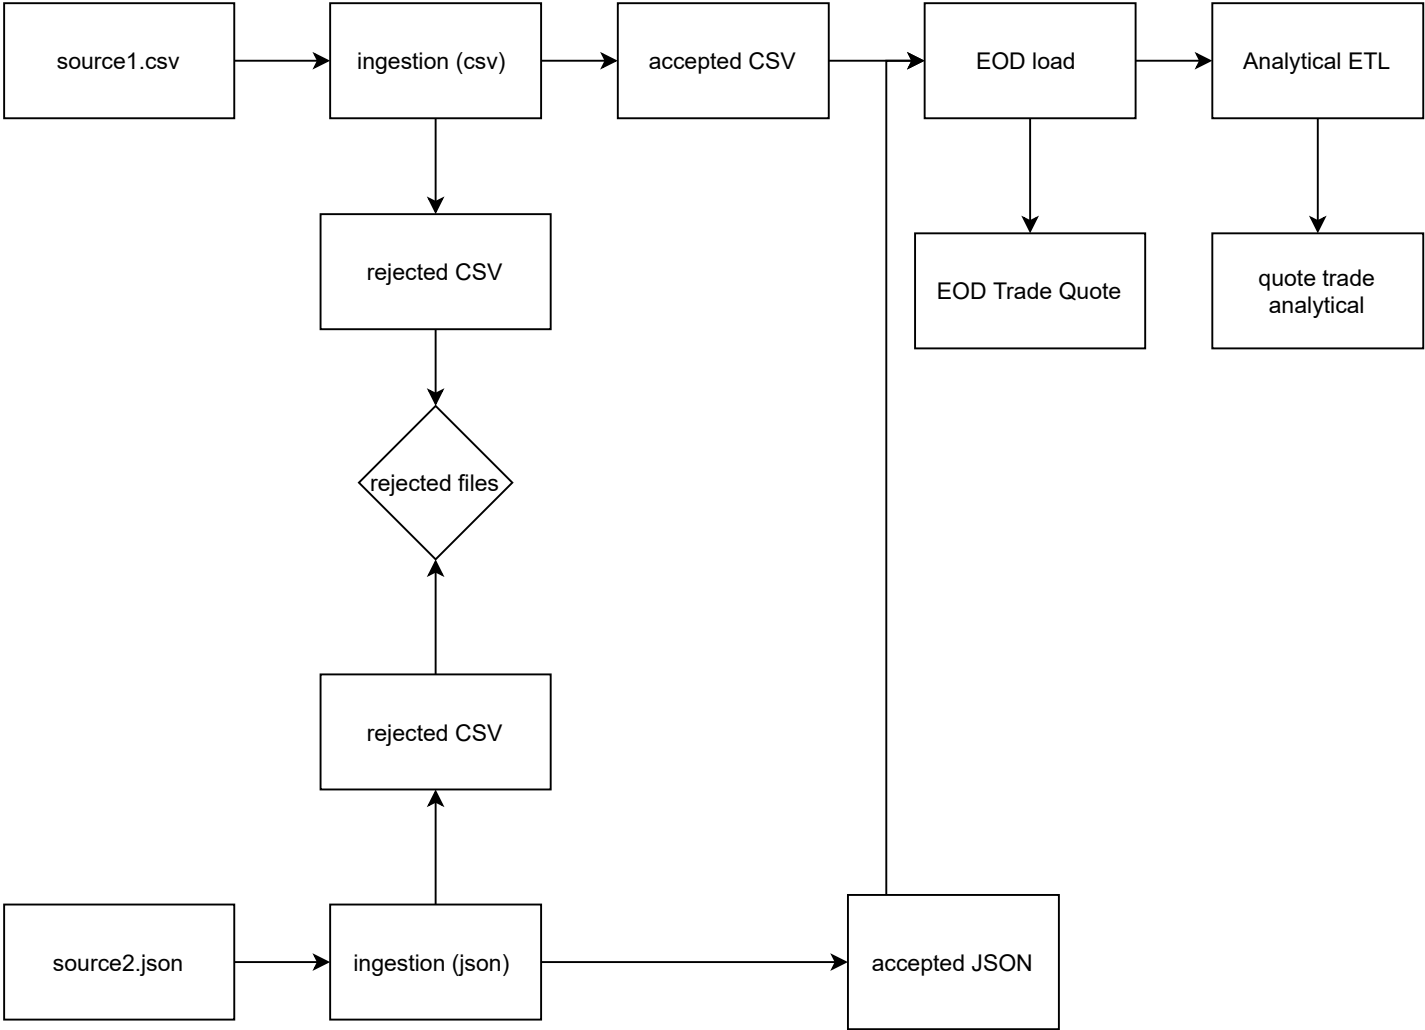 source1.csv
ingestion (csv)
accepted CSV
EOD load
Analytical ETL
rejected CSV
EOD Trade Quote
quote trade
analytical
rejected files
rejected CSV
source2.json
ingestion (json)
accepted JSON